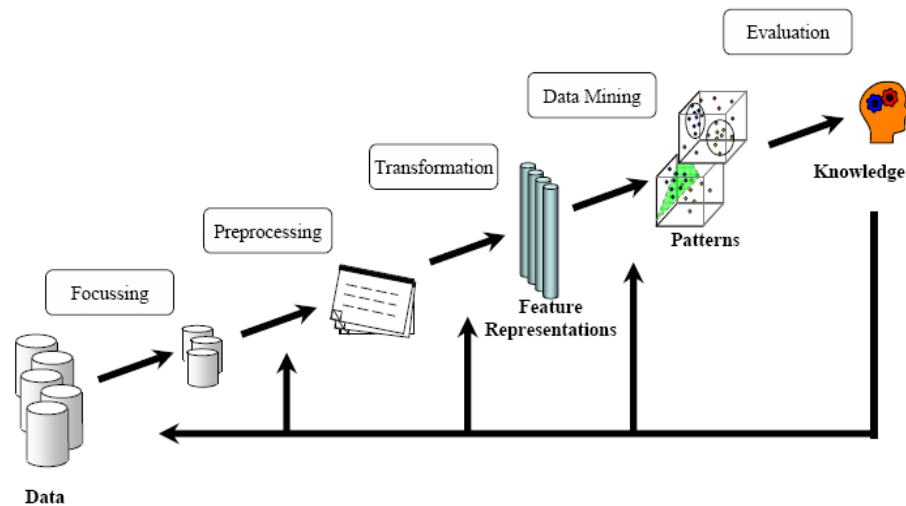 Evaluation
Data Mining
Transformation
Knowledge
Preprocessing
Patterns
Focussing
Feature
Representations
Data